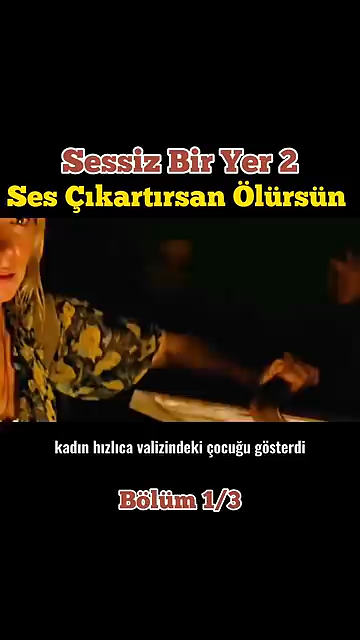 Sessiz Bir Yer 2
Ses Çıkartırsan Ölürsün
kadın hızlıca valizindeki çocuğu gösterdi
Bölüm 1/3